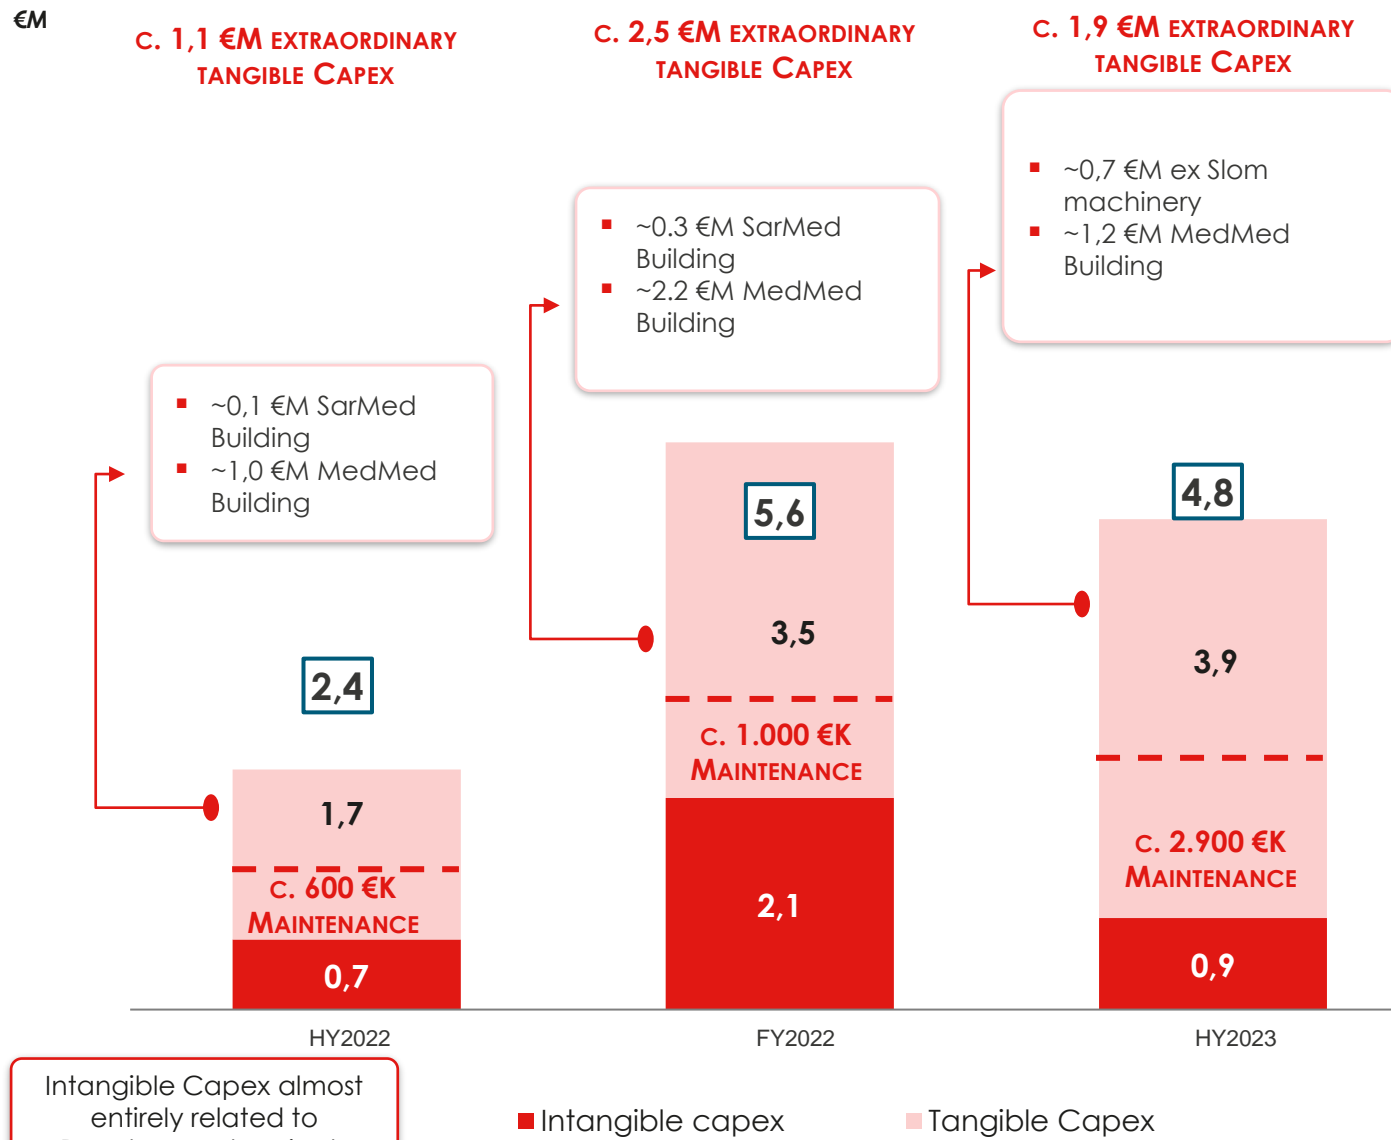 €M
C. 1,1 €M EXTRAORDINARY
TANGIBLE CAPEX
C. 2,5 €M EXTRAORDINARY
TANGIBLE CAPEX
C. 1,9 €M EXTRAORDINARY
TANGIBLE CAPEX
▪ ~0,7 €M ex Slom
machinery
▪ ~1,2 €M MedMed
Building
▪ ~0.3 €M SarMed
Building
▪ ~2.2 €M MedMed
Building
▪ ~0,1 €M SarMed
Building
▪ ~1,0 €M MedMed
Building
2,4
5,6
4,8
1,7
3,5
3,9
C. 600 €K
MAINTENANCE
C. 1.000 €K
MAINTENANCE
C. 2.900 €K
MAINTENANCE
0,7
2,1
0,9
HY2022
FY2022
HY2023
Intangible Capex almost
entirely related to
Intangible capex
Tangible Capex